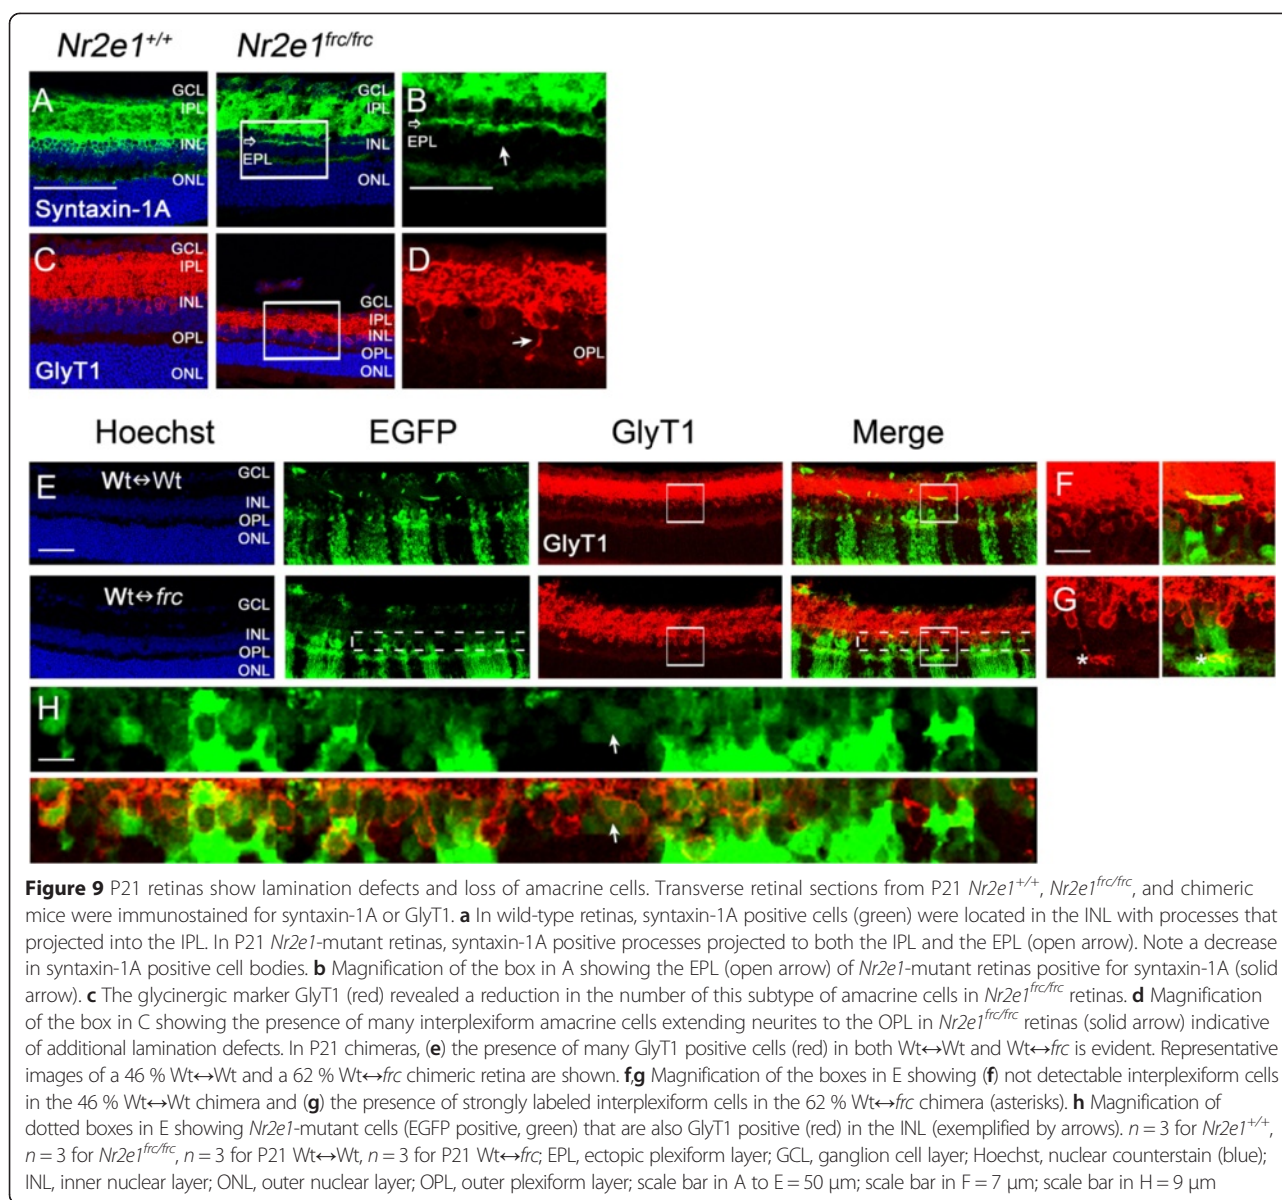 Nr2e1+/+ Nr2e1frc/frc
A GCL IPL INL ONL Syntaxin-1A
GCL IPL INL EPL ONL
B EPL
C GCL IPL INL OPL ONL GlyT1
GCL IPL INL OPL ONL
D OPL
Hoechst EGFP GlyT1 Merge
E Wt↔Wt GCL INL OPL ONL GlyT1 F
Wt↔frc GCL INL OPL ONL G * *
H
Figure 9 P21 retinas show lamination defects and loss of amacrine cells. Transverse retinal sections from P21 Nr2e1+/+, Nr2e1frc/frc, and chimeric
mice were immunostained for syntaxin-1A or GlyT1. a In wild-type retinas, syntaxin-1A positive cells (green) were located in the INL with processes that
projected into the IPL. In P21 Nr2e1-mutant retinas, syntaxin-1A positive processes projected to both the IPL and the EPL (open arrow). Note a decrease
in syntaxin-1A positive cell bodies. b Magnification of the box in A showing the EPL (open arrow) of Nr2e1-mutant retinas positive for syntaxin-1A (solid
arrow). c The glycinergic marker GlyT1 (red) revealed a reduction in the number of this subtype of amacrine cells in Nr2e1frc/frc retinas. d Magnification
of the box in C showing the presence of many interplexiform amacrine cells extending neurites to the OPL in Nr2e1frc/frc retinas (solid arrow) indicative
of additional lamination defects. In P21 chimeras, (e) the presence of many GlyT1 positive cells (red) in both Wt↔Wt and Wt↔frc is evident. Representative
images of a 46 % Wt↔Wt and a 62 % Wt↔frc chimeric retina are shown. f,g Magnification of the boxes in E showing (f) not detectable interplexiform cells
in the 46 % Wt↔Wt chimera and (g) the presence of strongly labeled interplexiform cells in the 62 % Wt↔frc chimera (asterisks). h Magnification of
dotted boxes in E showing Nr2e1-mutant cells (EGFP positive, green) that are also GlyT1 positive (red) in the INL (exemplified by arrows). n = 3 for Nr2e1+/+,
n = 3 for Nr2e1frc/frc, n = 3 for P21 Wt↔Wt, n = 3 for P21 Wt↔frc; EPL, ectopic plexiform layer; GCL, ganglion cell layer; Hoechst, nuclear counterstain (blue);
INL, inner nuclear layer; ONL, outer nuclear layer; OPL, outer plexiform layer; scale bar in A to E = 50 µm; scale bar in F = 7 µm; scale bar in H = 9 µm